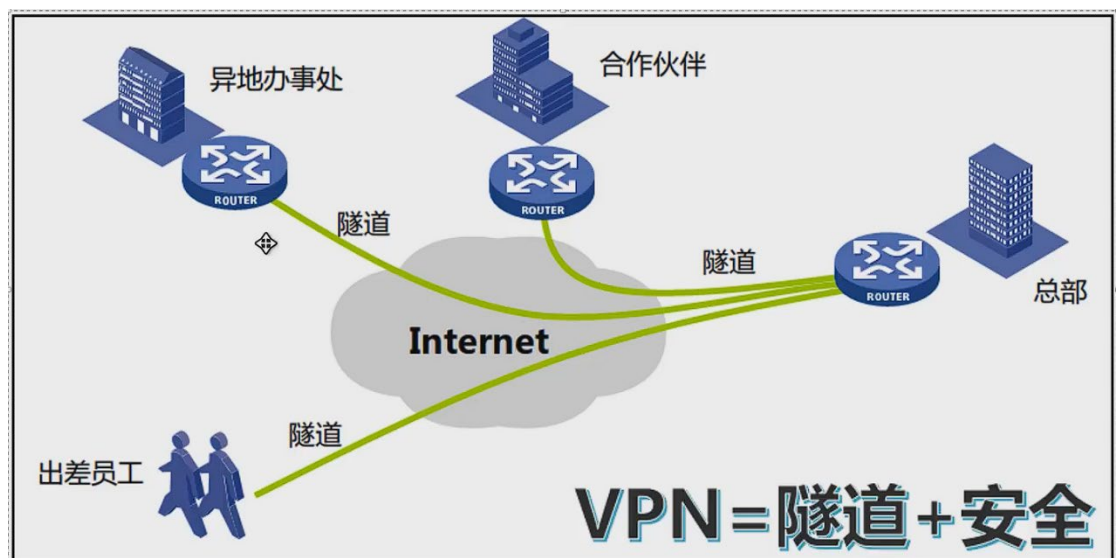 异地办事处
合作伙伴
ROUTER
ROUTER
隧道
隧道
ROUTER
总部
Internet
隧道
出差员工
VPN=隧道+安全